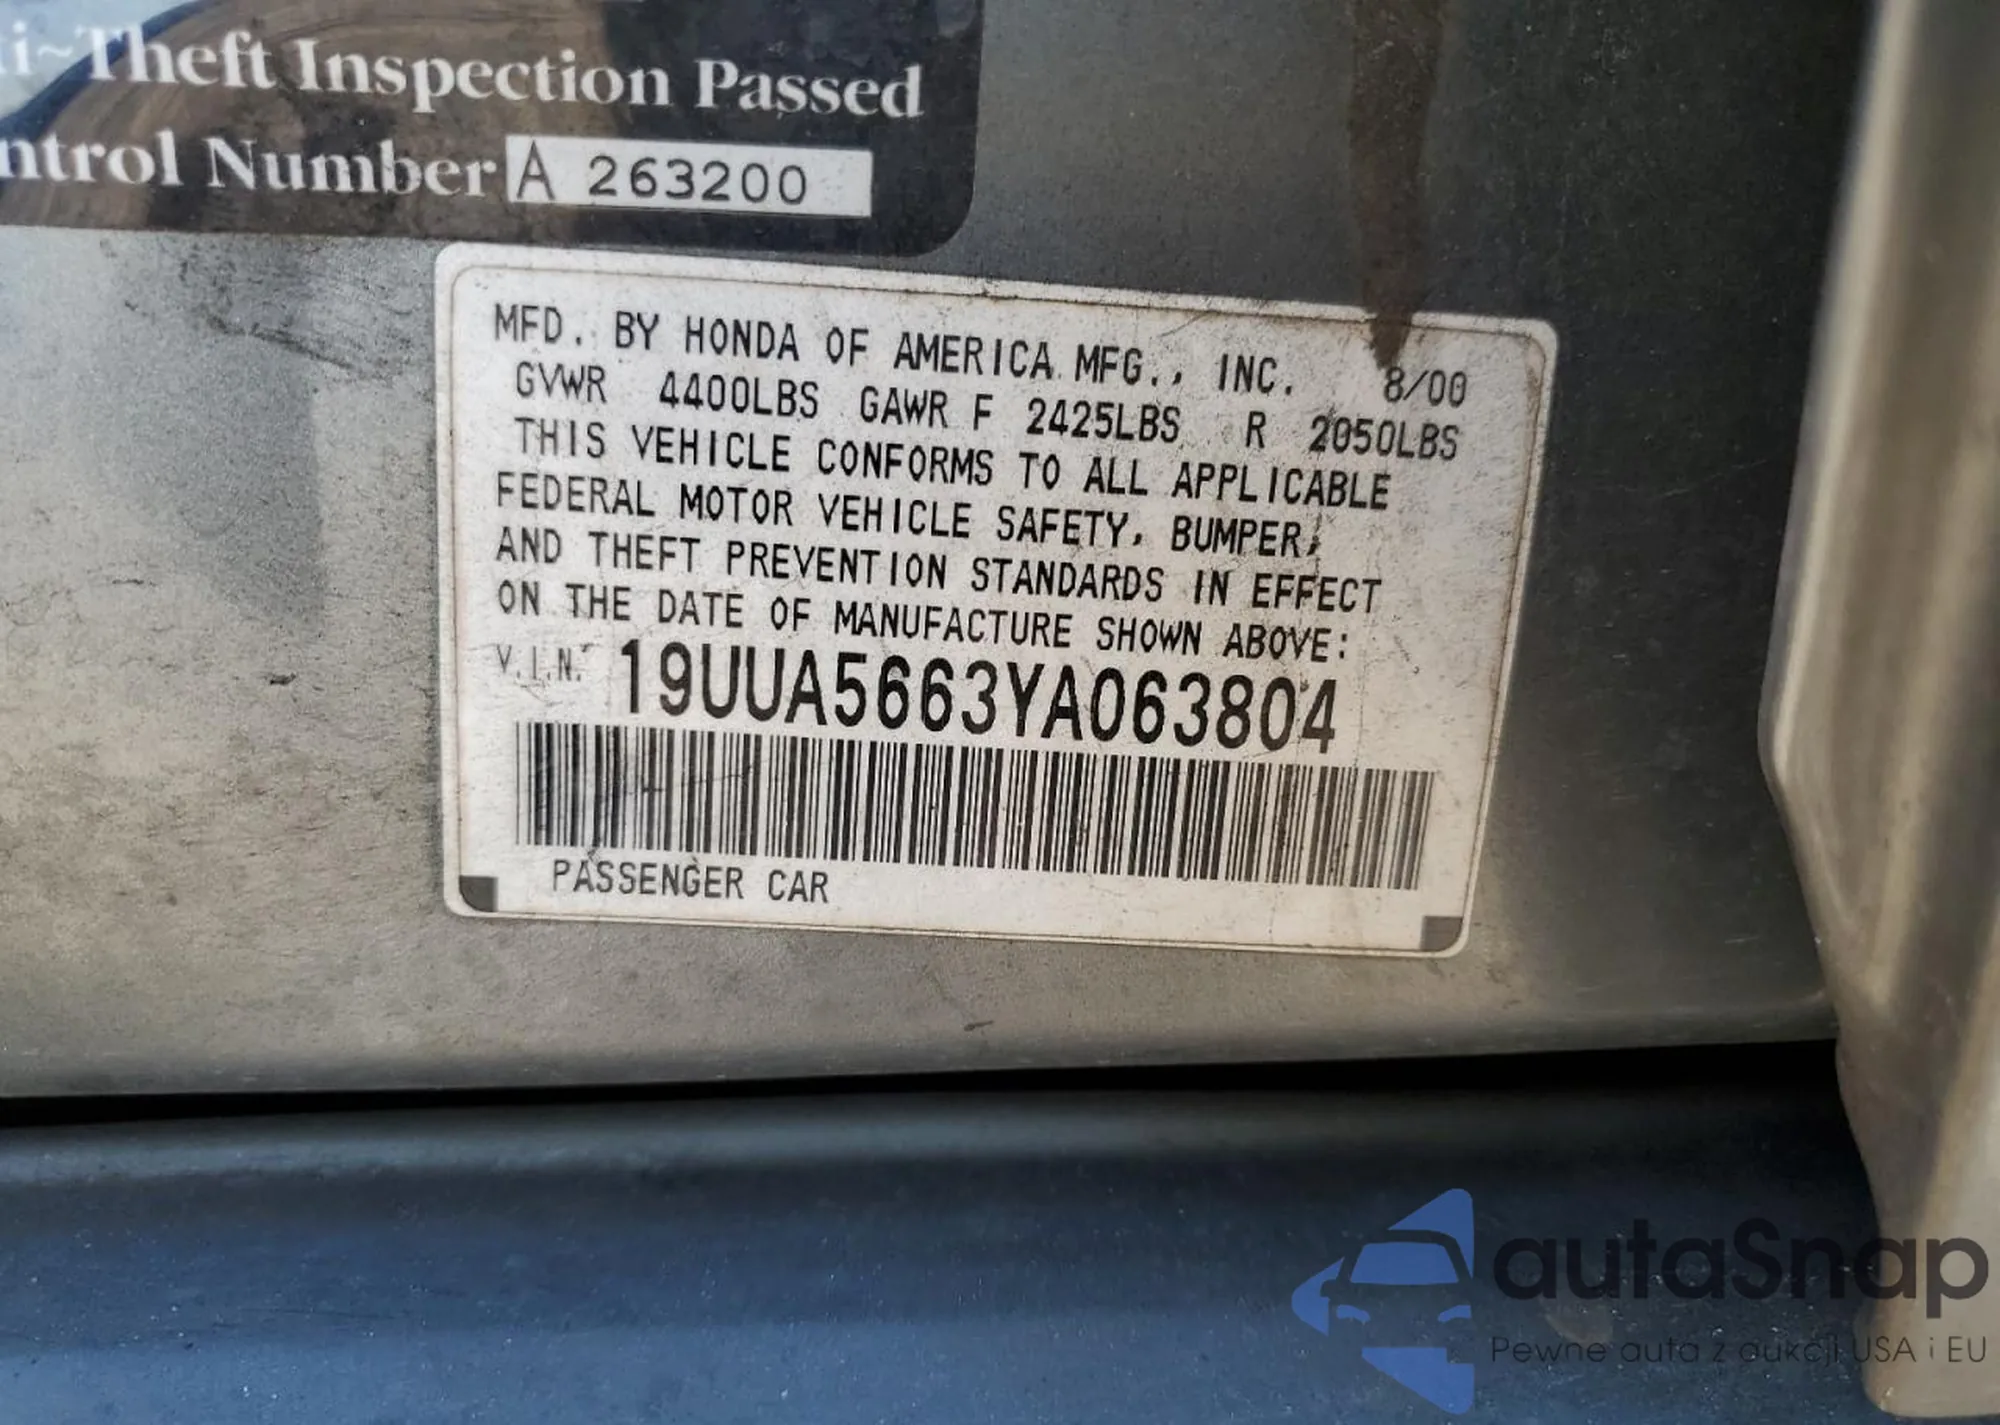 i~Theft Inspection Passed
ntrol Number A 263200
MFD. BY HONDA OF AMERICA MFG., INC. 8/00
GVWR 4400LBS GAWR F 2425LBS R 2050LBS
THIS VEHICLE CONFORMS TO ALL APPLICABLE
FEDERAL MOTOR VEHICLE SAFETY, BUMPER,
AND THEFT PREVENTION STANDARDS IN EFFECT
ON THE DATE OF MANUFACTURE SHOWN ABOVE:
V.I.N. 19UUA5663YA063804
PASSENGER CAR
autaSnap
Pewne auta z aukcji USA i EU